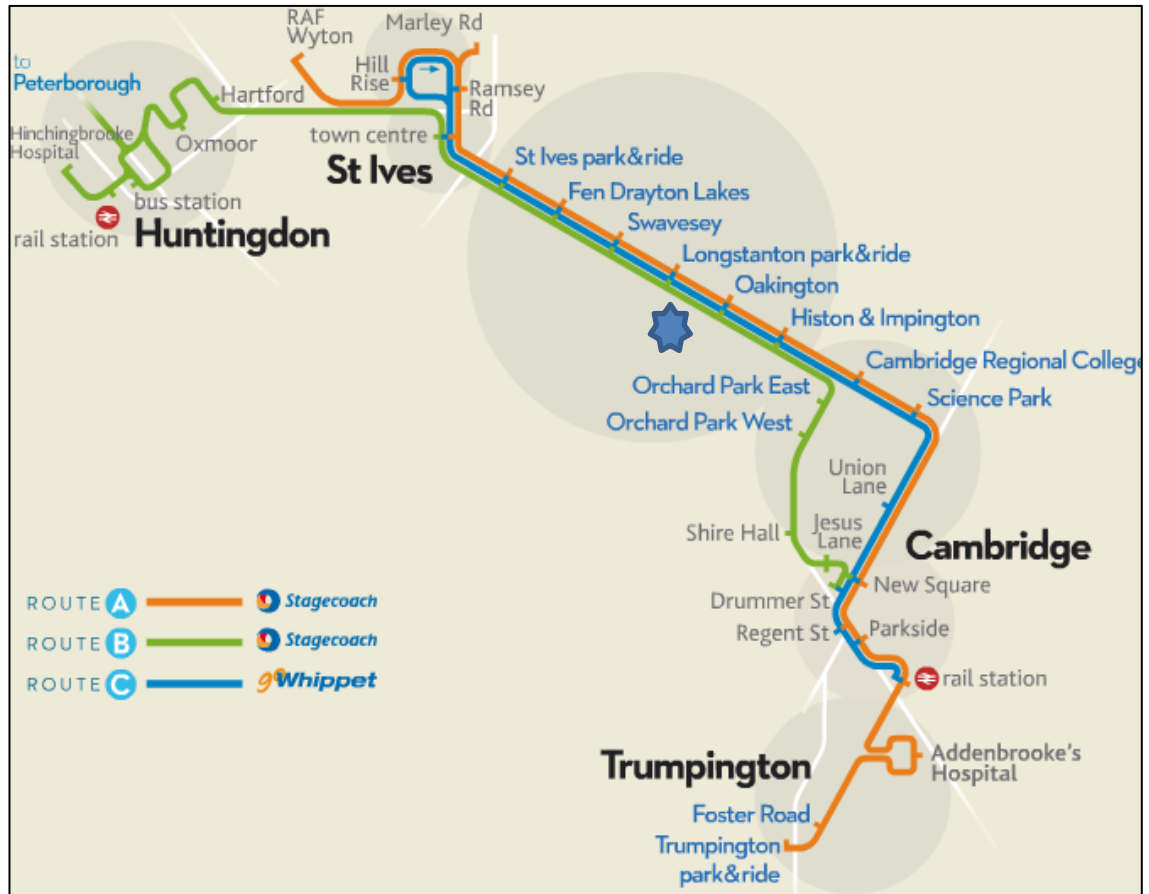 RAF
Wyton
Marley Rd
to
Peterborough
Hill
Rise
Ramsey
Rd
Hartford
Hinchingbrooke
Hospital
Oxmoor
town centre
St Ives
St Ives park&ride
Fen Drayton Lakes
bus station
rail station
Huntingdon
Swavesey
Longstanton park&ride
Oakington
Histon & Impington
Cambridge Regional College
Orchard Park East
Science Park
Orchard Park West
Union
Lane
Shire Hall
Jesus
Lane
Cambridge
New Square
Drummer St
Regent St
Parkside
rail station
ROUTE A Stagecoach
ROUTE B Stagecoach
ROUTE C go Whippet
Trumpington
Addenbrooke's
Hospital
Foster Road
Trumpington
park&ride